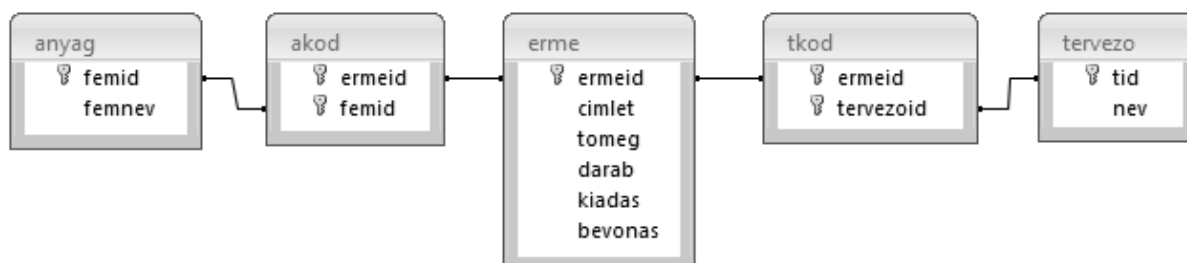 anyag
femid
femnev
akod
ermeid
femid
erme
ermeid
cimlet
tomeg
darab
kiadas
bevonas
tkod
ermeid
tervezoid
tervezo
tid
nev